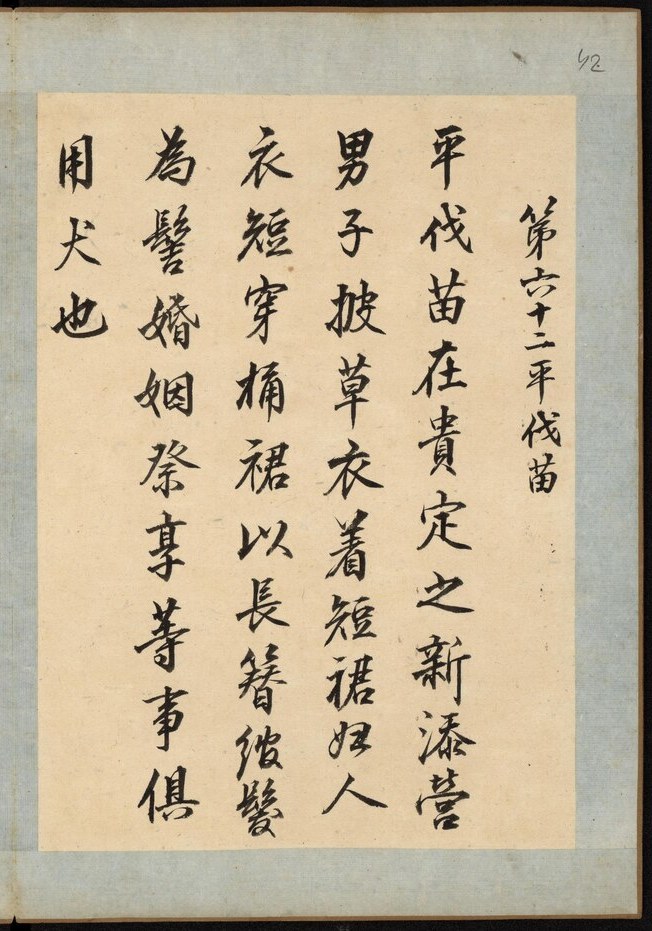 42
第六十二平伐苗
平伐苗在貴定之新添營
男子披草衣着短裙婦人
衣短穿桶裙以長簪綰髮
為髻婚姻祭享等事俱
用犬也